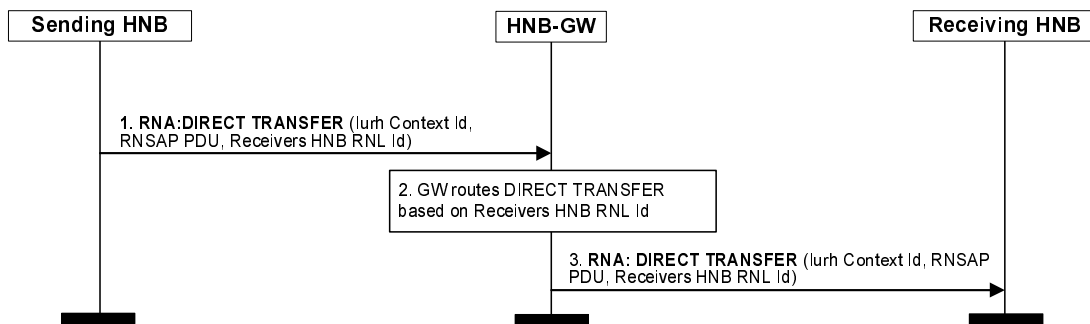 Sending HNB
HNB-GW
Receiving HNB
1. RNA:DIRECT TRANSFER (Iurh Context Id,
RNSAP PDU, Receivers HNB RNL Id)
2. GW routes DIRECT TRANSFER
based on Receivers HNB RNL Id
3. RNA: DIRECT TRANSFER (Iurh Context Id, RNSAP
PDU, Receivers HNB RNL Id)